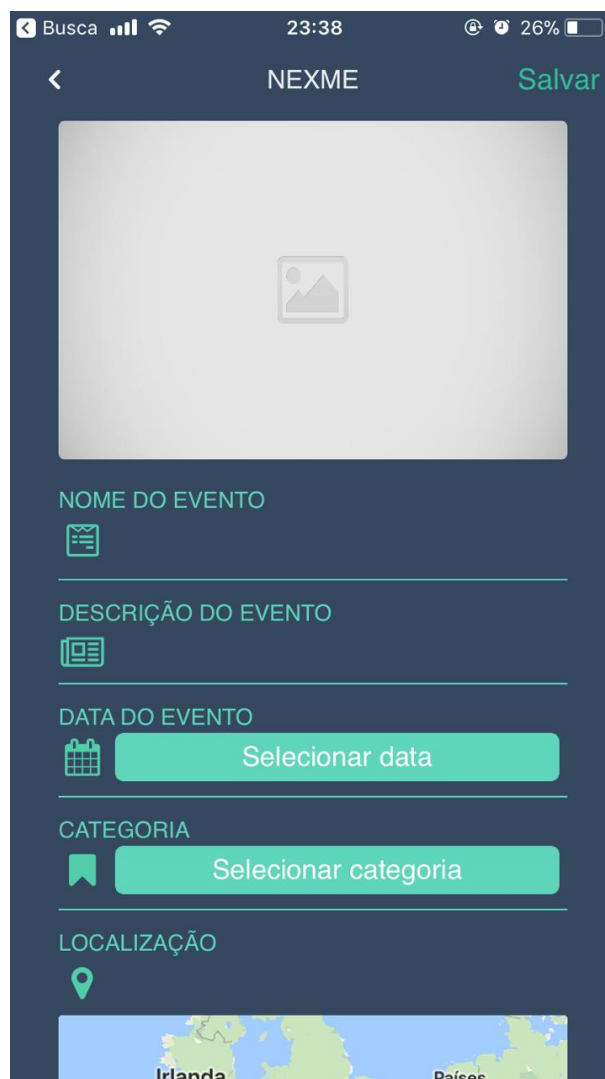 Busca 23:38 26%
NEXME Salvar
NOME DO EVENTO
DESCRIÇÃO DO EVENTO
DATA DO EVENTO
Selecionar data
CATEGORIA
Selecionar categoria
LOCALIZAÇÃO
Irlanda Países